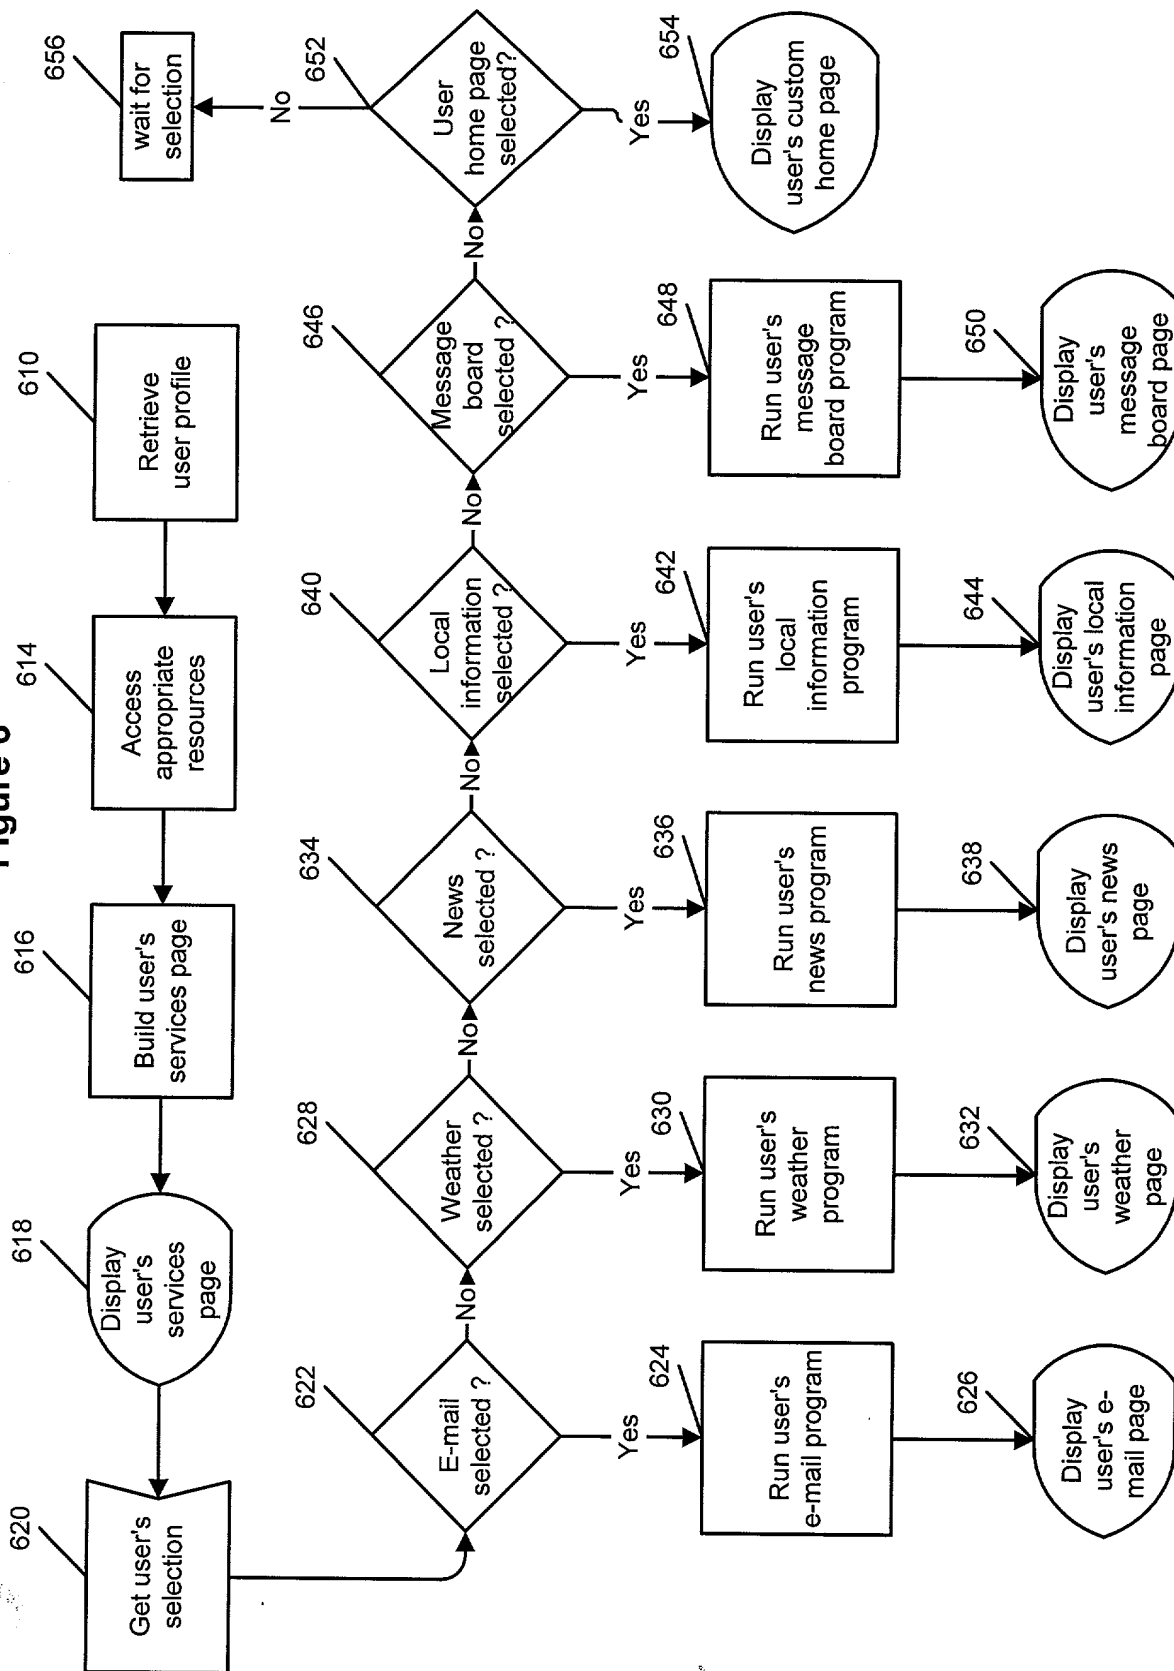 Figure 6
620
Get user's
selection
618
Display
user's
services
page
616
Build user's
services page
614
Access
appropriate
resources
610
Retrieve
user profile
656
wait for
selection
No
622
E-mail
selected ?
No
628
Weather
selected ?
No
634
News
selected ?
No
640
Local
information
selected ?
No
646
Message
board
selected ?
No
652
User
home page
selected?
Yes
624
Run user's
e-mail program
626
Display
user's e-
mail page
Yes
630
Run user's
weather
program
632
Display
user's
weather
page
Yes
636
Run user's
news program
638
Display
user's news
page
Yes
642
Run user's
local
information
program
644
Display
user's local
information
page
Yes
648
Run user's
message
board program
650
Display
user's
message
board page
Yes
654
Display
user's custom
home page